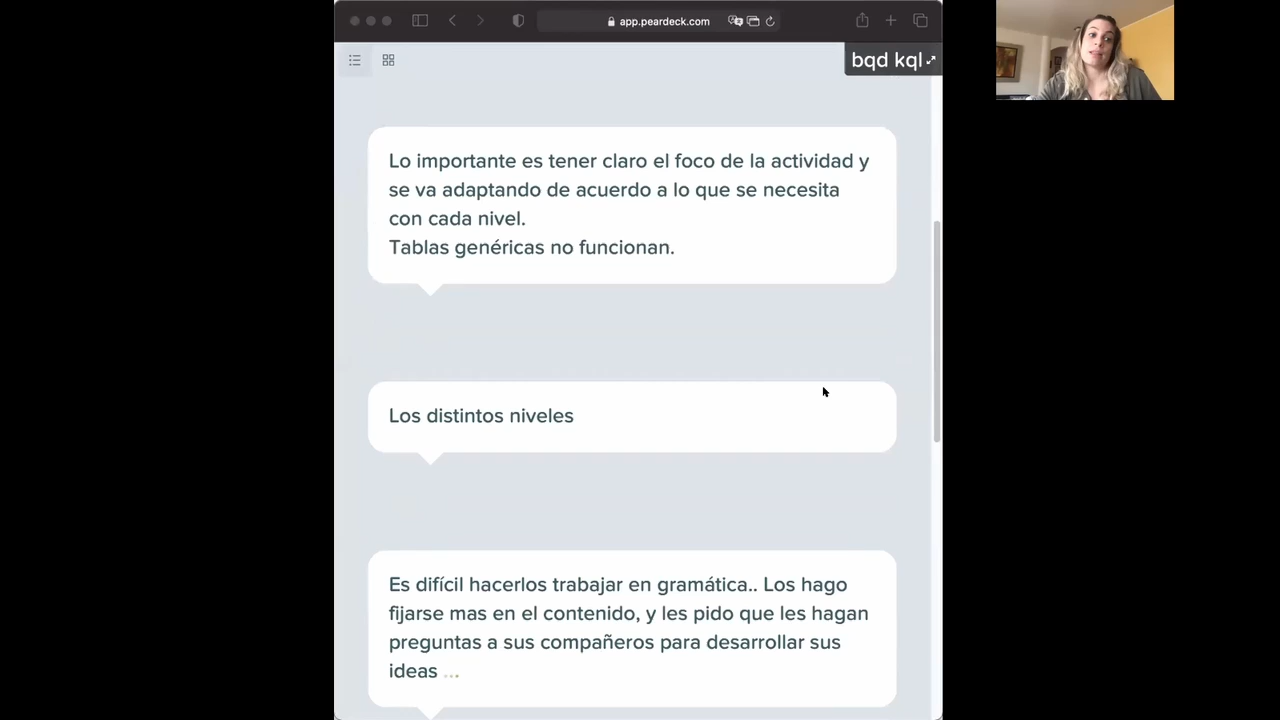 app.peardeck.com
bqd kql
Lo importante es tener claro el foco de la actividad y
se va adaptando de acuerdo a lo que se necesita
con cada nivel.
Tablas genéricas no funcionan.
Los distintos niveles
Es difícil hacerlos trabajar en gramática.. Los hago
fijarse mas en el contenido, y les pido que les hagan
preguntas a sus compañeros para desarrollar sus
ideas ...